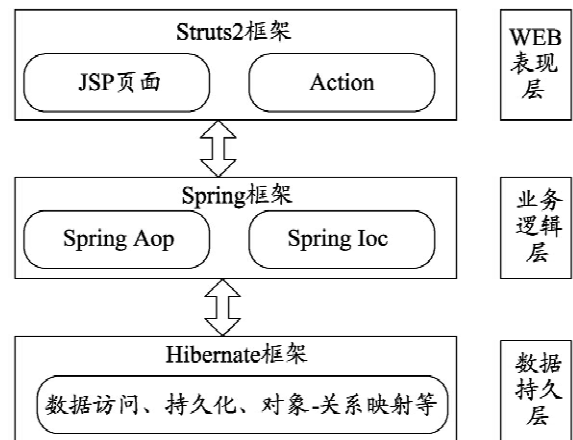 Struts2框架
JSP页面
Action
WEB
表现
层
Spring框架
Spring Aop
Spring Ioc
业务
逻辑
层
Hibernate框架
数据访问、持久化、对象-关系映射等
数据
持久
层